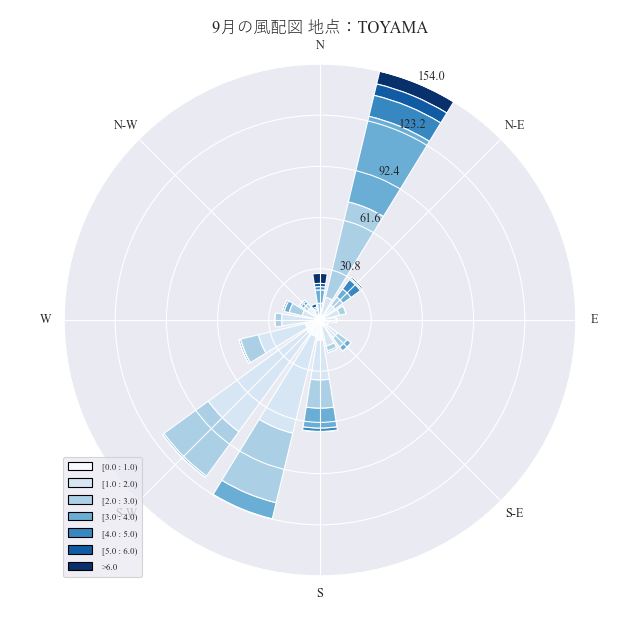 9月の風配図 地点：TOYAMA
N
154.0
N-W
123.2
N-E
92.4
61.6
30.8
W
E
[0.0 : 1.0)
[1.0 : 2.0)
[2.0 : 3.0)
S-W
[3.0 : 4.0)
S-E
[4.0 : 5.0)
[5.0 : 6.0)
>6.0
S